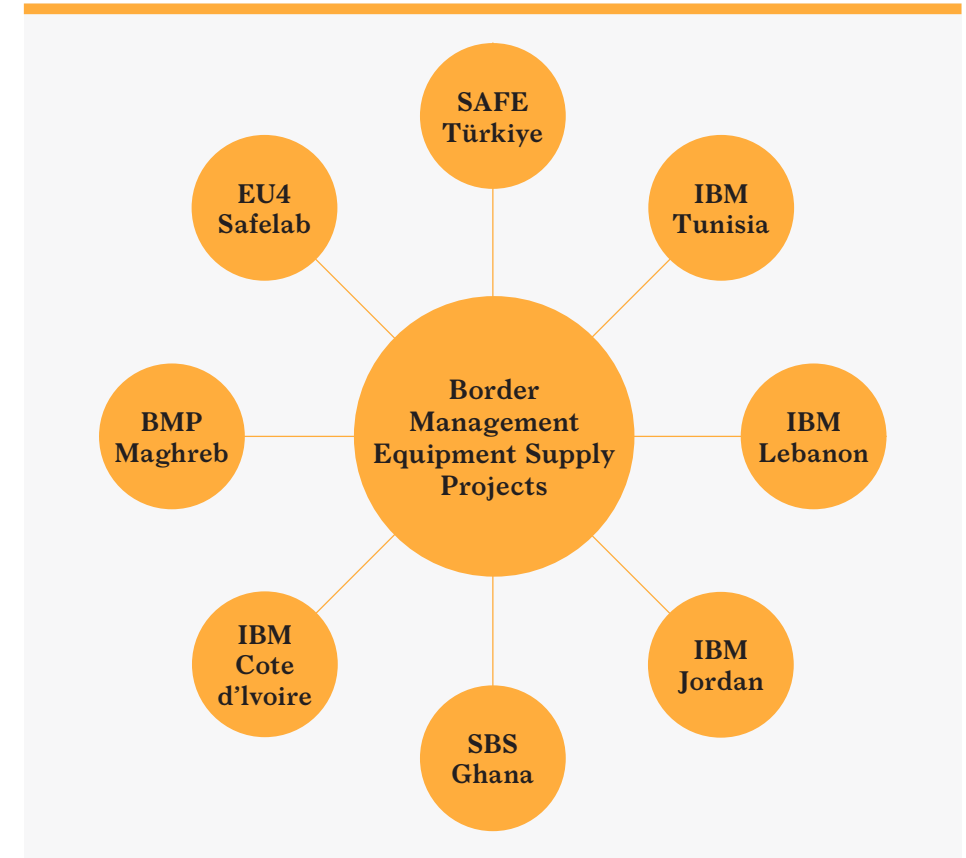 SAFE
Türkiye
EU4
Safelab
IBM
Tunisia
Border
Management
Equipment Supply
Projects
BMP
Maghreb
IBM
Lebanon
IBM
Cote
d’lvoire
IBM
Jordan
SBS
Ghana